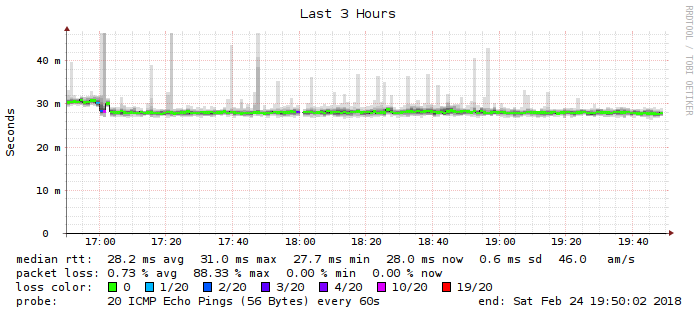 Last 3 Hours
RRDTOOL / TOBI OETIKER
Seconds
40 m
30 m
20 m
10 m
0
17:00 17:20 17:40 18:00 18:20 18:40 19:00 19:20 19:40
median rtt: 28.2 ms avg 31.0 ms max 27.7 ms min 28.0 ms now 0.6 ms sd 46.0 am/s
packet loss: 0.73 % avg 88.33 % max 0.00 % min 0.00 % now
loss color: 0 1/20 2/20 3/20 4/20 10/20 19/20
probe: 20 ICMP Echo Pings (56 Bytes) every 60s end: Sat Feb 24 19:50:02 2018